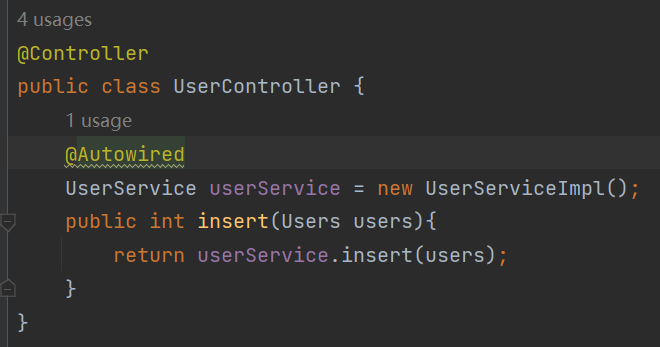 4 usages
@Controller
public class UserController {
1 usage
@Autowired
UserService userService = new UserServiceImpl();
public int insert(Users users){
return userService.insert(users);
}
}